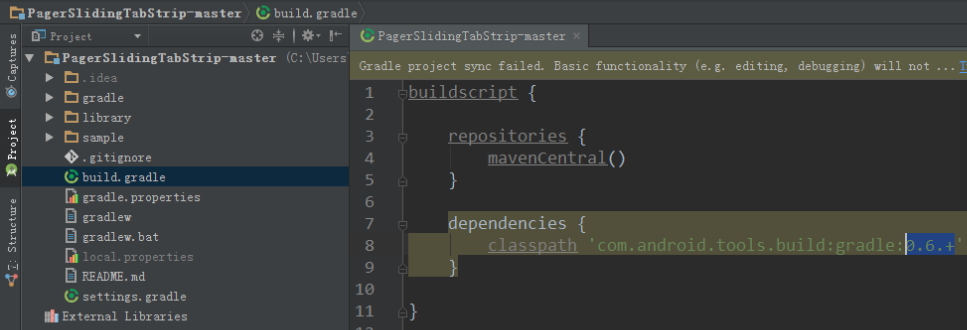 PagerSlidingTabStrip-master build.gradle
Project
PagerSlidingTabStrip-master
Captures
Project
Z: Structure
PagerSlidingTabStrip-master (C:\Users
.idea
gradle
library
sample
.gitignore
build.gradle
gradle.properties
gradlew
gradlew.bat
local.properties
README.md
settings.gradle
External Libraries
Gradle project sync failed. Basic functionality (e.g. editing, debugging) will not ...
1 buildscript {
2
3 repositories {
4 mavenCentral()
5 }
6
7 dependencies {
8 classpath 'com.android.tools.build:gradle:0.6.+'
9 }
10
11 }